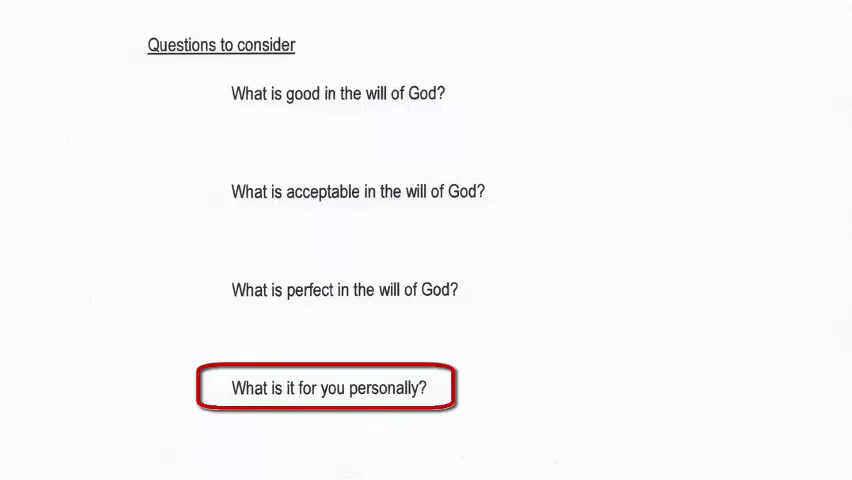 Questions to consider
What is good in the will of God?
What is acceptable in the will of God?
What is perfect in the will of God?
What is it for you personally?